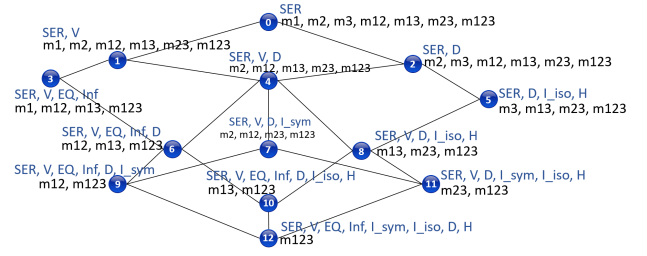 SER
0
m1, m2, m3, m12, m13, m23, m123
SER, V
m1, m2, m12, m13, m23, m123
1
SER, D
2
m2, m3, m12, m13, m23, m123
SER, V, D
m2, m12, m13, m23, m123
4
3
SER, V, EQ, Inf
m1, m12, m13, m123
5
SER, D, I_iso, H
m3, m13, m23, m123
SER, V, EQ, Inf, D
m12, m13, m123
6
SER, V, D, I_sym
m2, m12, m23, m123
7
SER, V, D, I_iso, H
8
m13, m23, m123
SER, V, EQ, Inf, D, I_sym
m12, m123
9
SER, V, EQ, Inf, D, I_iso, H
m13, m123
10
SER, V, D, I_sym, I_iso, H
11
m23, m123
SER, V, EQ, Inf, I_sym, I_iso, D, H
12
m123